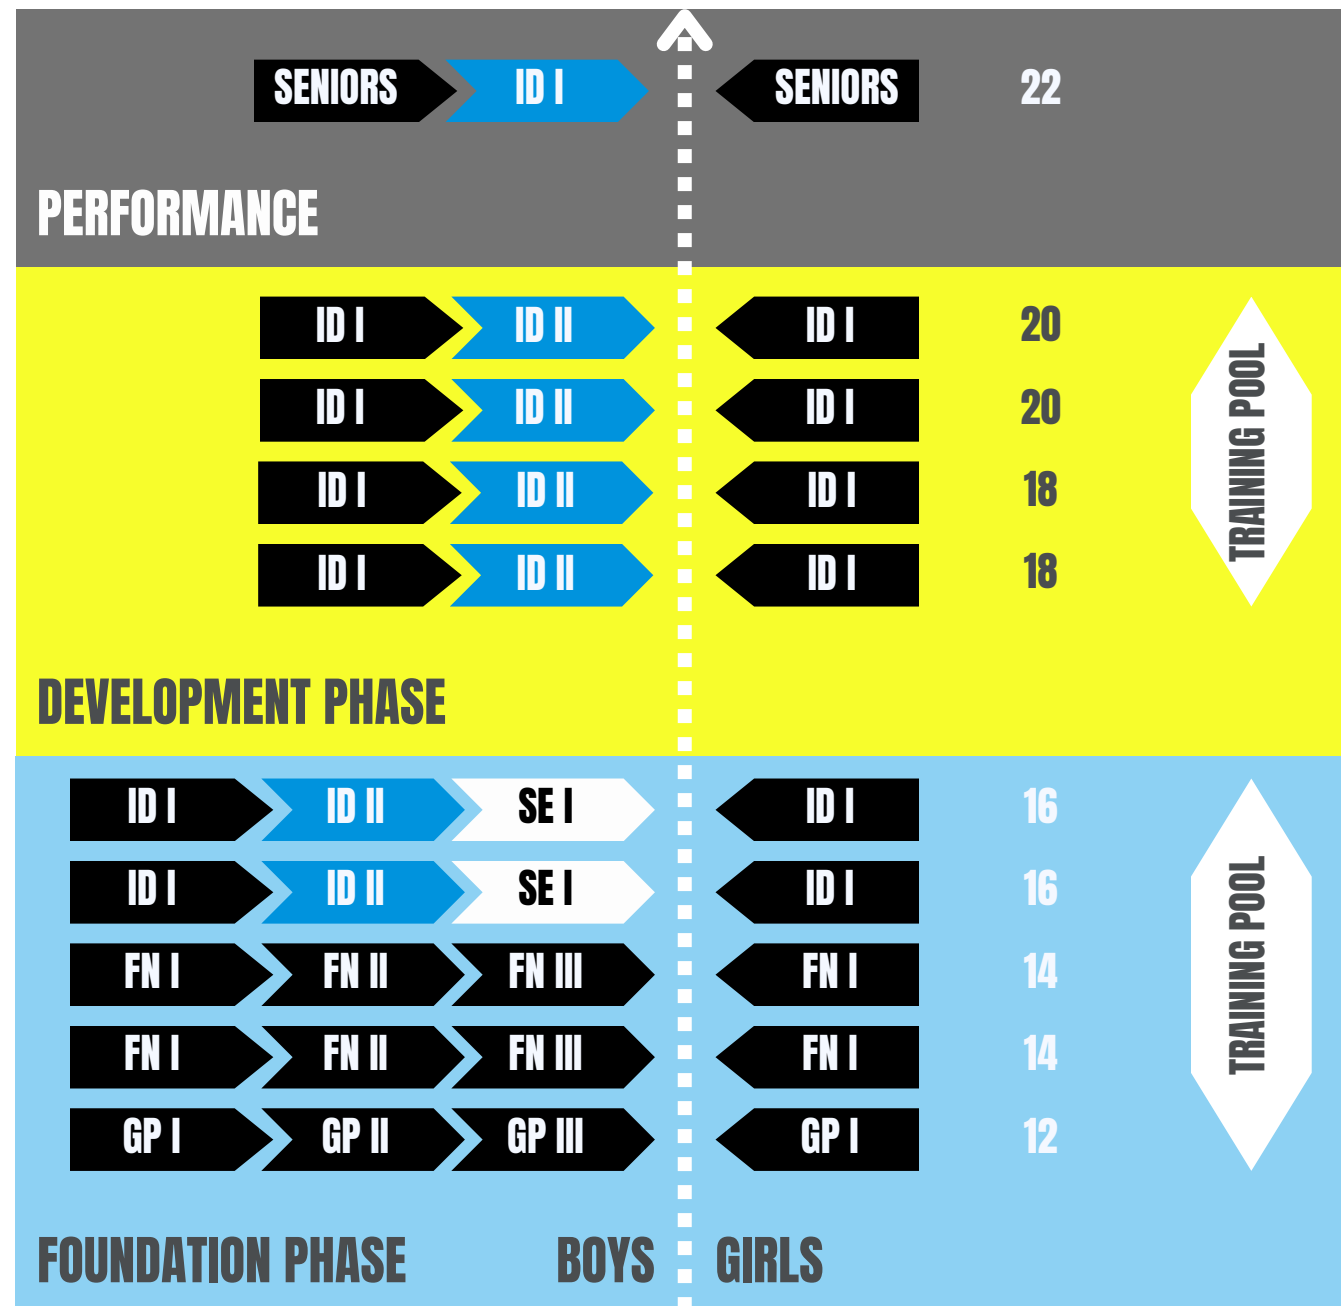 SENIORS ID I SENIORS 22
PERFORMANCE
ID I ID II ID I 20
ID I ID II ID I 20
ID I ID II ID I 18
ID I ID II ID I 18
TRAINING POOL
DEVELOPMENT PHASE
ID I ID II SE I ID I 16
ID I ID II SE I ID I 16
FN I FN II FN III FN I 14
FN I FN II FN III FN I 14
GP I GP II GP III GP I 12
TRAINING POOL
FOUNDATION PHASE BOYS GIRLS